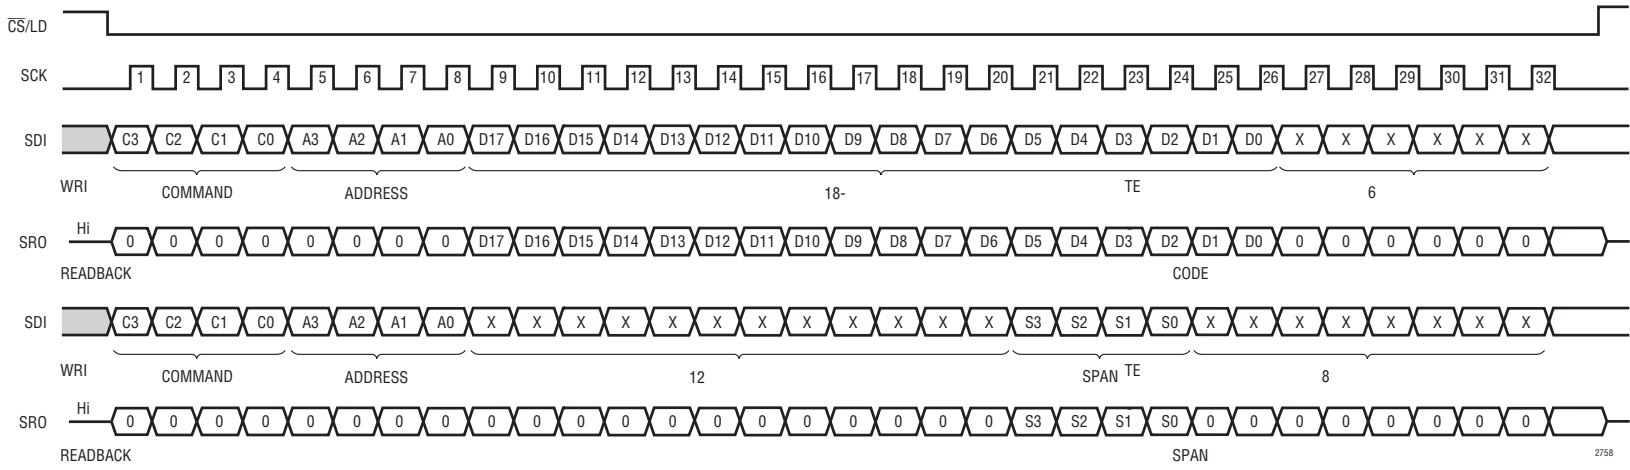 CS/LD
SCK 1 2 3 4 5 6 7 8 9 10 11 12 13 14 15 16 17 18 19 20 21 22 23 24 25 26 27 28 29 30 31 32
SDI C3 C2 C1 C0 A3 A2 A1 A0 D17 D16 D15 D14 D13 D12 D11 D10 D9 D8 D7 D6 D5 D4 D3 D2 D1 D0 X X X X X X
WRI COMMAND ADDRESS 18- TE 6
Hi
SRO 0 0 0 0 0 0 0 0 D17 D16 D15 D14 D13 D12 D11 D10 D9 D8 D7 D6 D5 D4 D3 D2 D1 D0 0 0 0 0 0 0
READBACK CODE
SDI C3 C2 C1 C0 A3 A2 A1 A0 X X X X X X X X X X X X S3 S2 S1 S0 X X X X X X X X
WRI COMMAND ADDRESS 12 SPAN TE 8
Hi
SRO 0 0 0 0 0 0 0 0 0 0 0 0 0 0 0 0 0 0 0 0 S3 S2 S1 S0 0 0 0 0 0 0 0 0
READBACK SPAN 2758